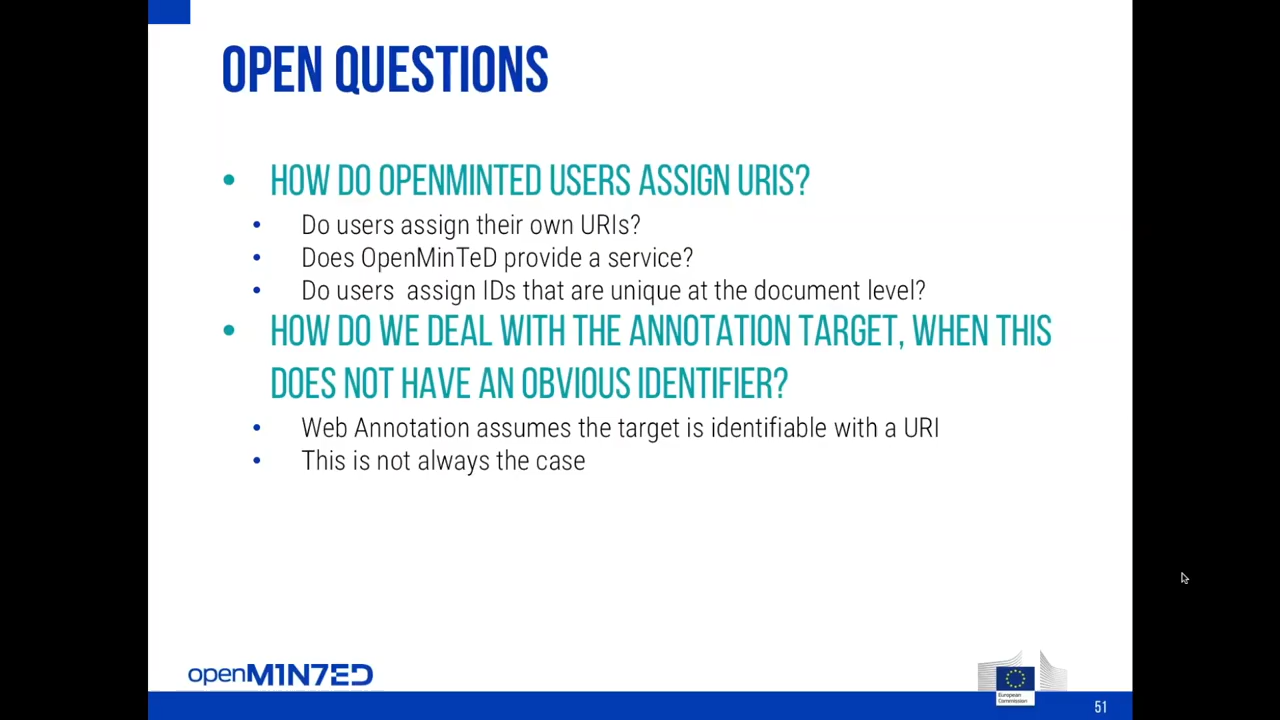 OPEN QUESTIONS
• HOW DO OPENMINTED USERS ASSIGN URIS?
• Do users assign their own URIs?
• Does OpenMinTeD provide a service?
• Do users  assign IDs that are unique at the document level?
• HOW DO WE DEAL WITH THE ANNOTATION TARGET, WHEN THIS
DOES NOT HAVE AN OBVIOUS IDENTIFIER?
• Web Annotation assumes the target is identifiable with a URI
• This is not always the case
openM1N7ED
European
Commission
51